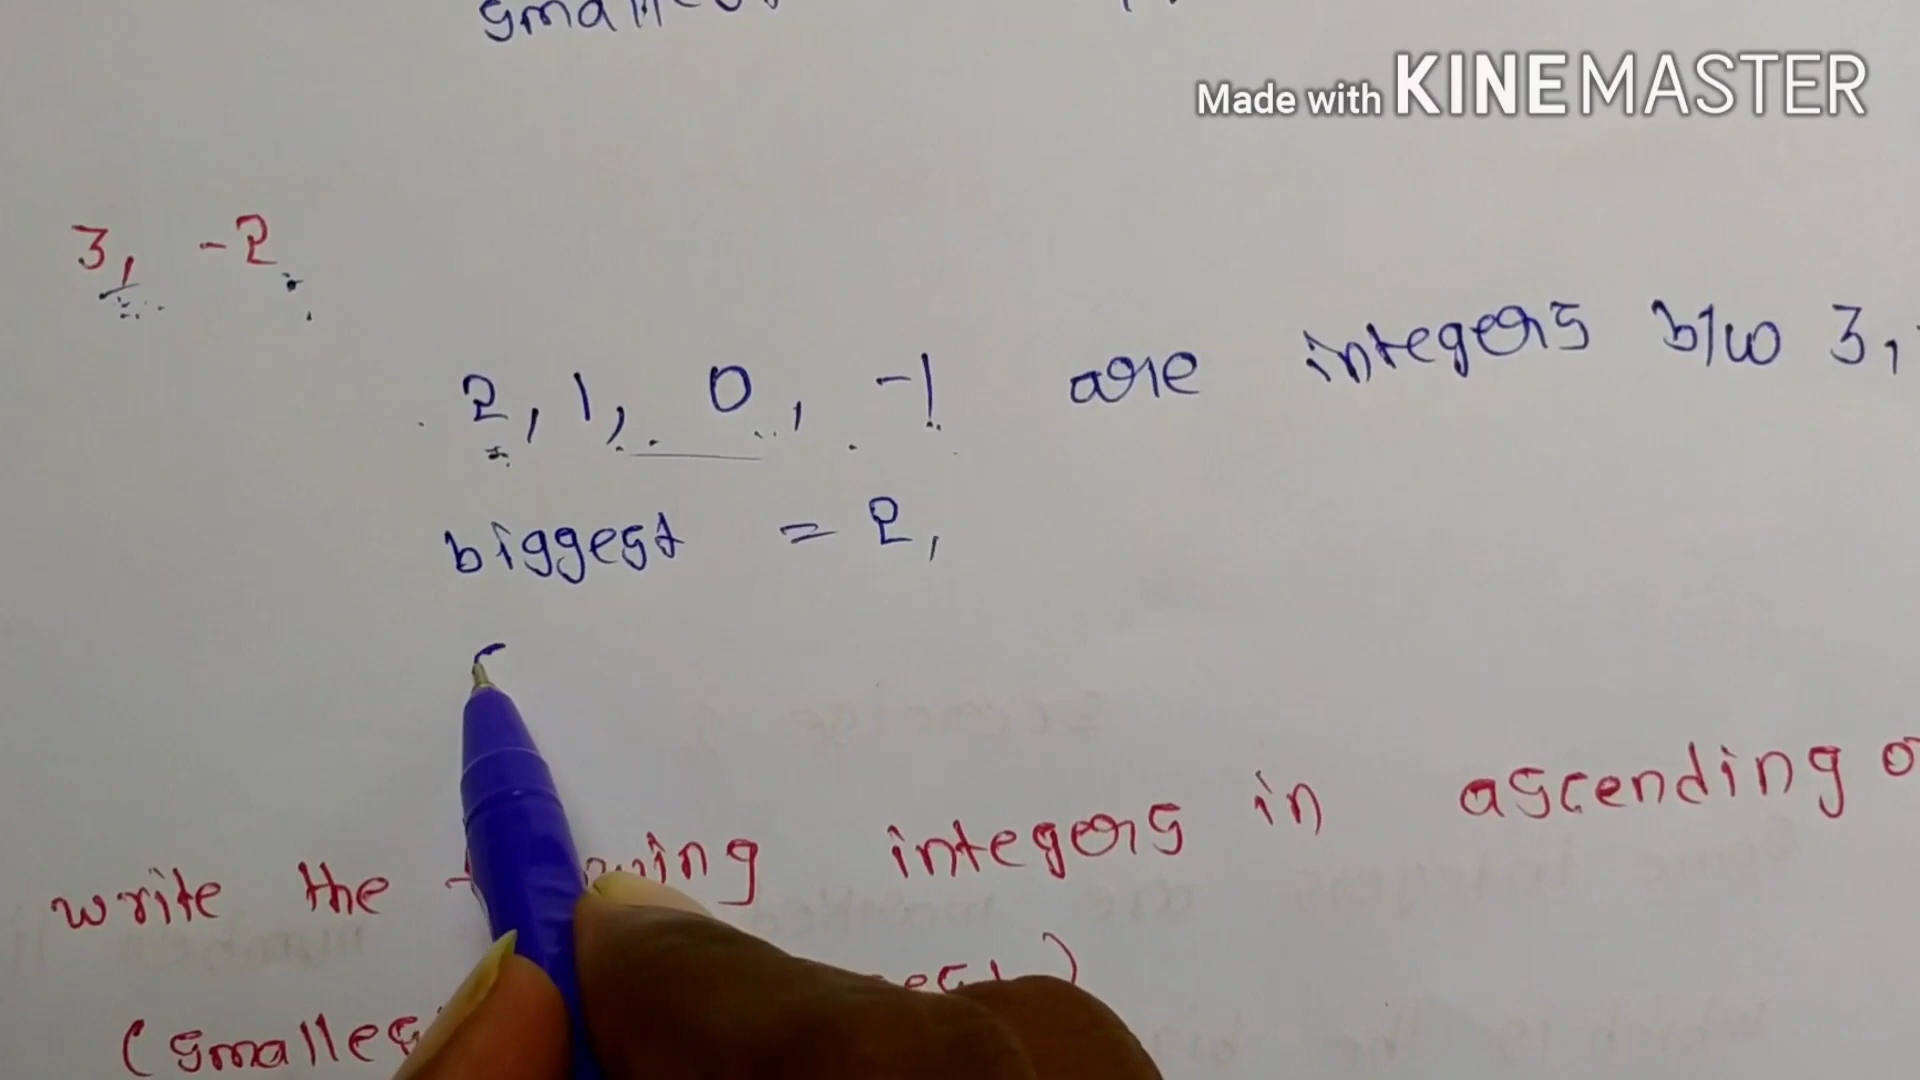 Made with KINEMASTER
3, -2
2, 1, 0, -1 are integers b/w 3,
biggest = 2,
write the integers in ascending
(smalles